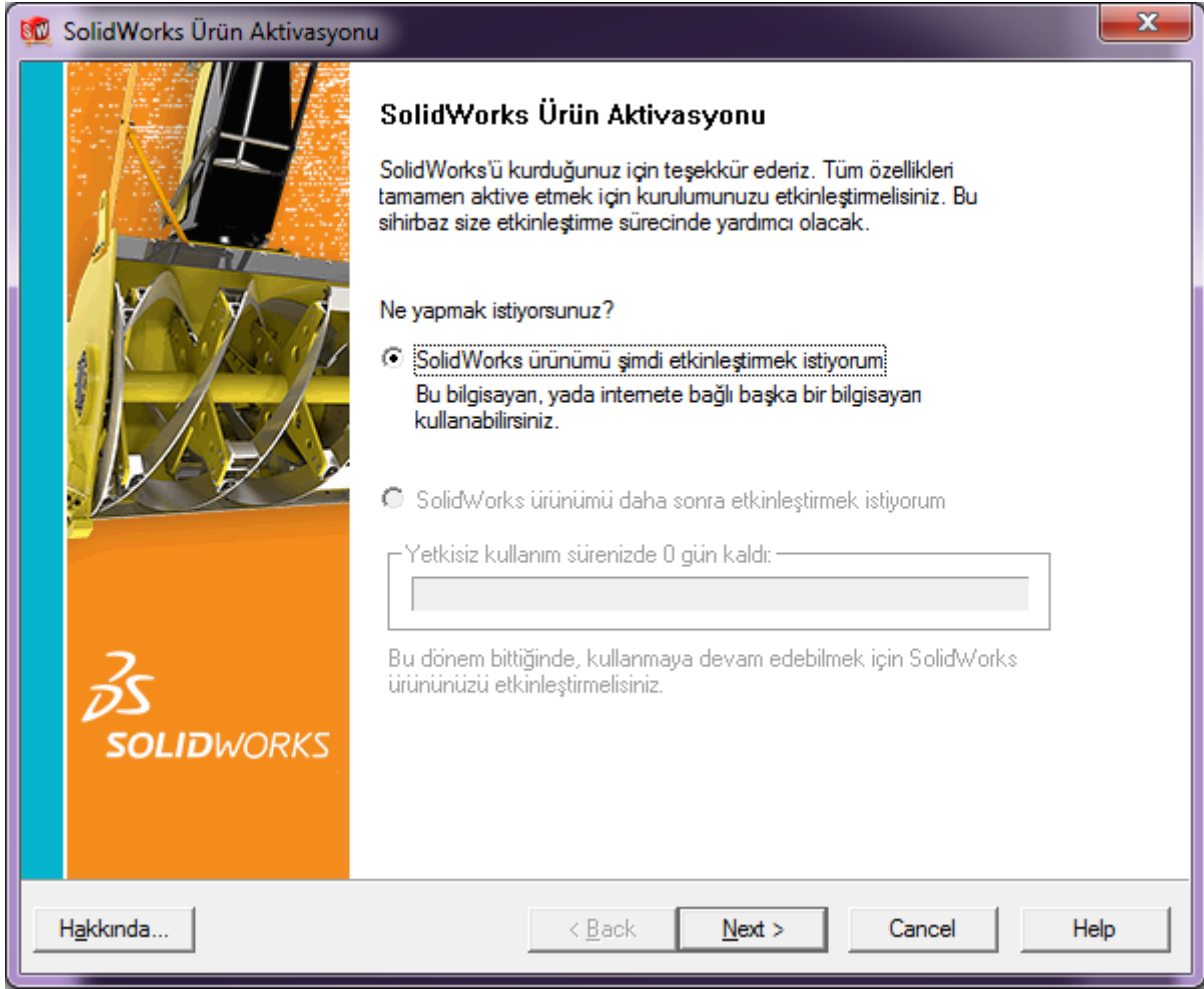 SolidWorks Ürün Aktivasyonu
SolidWorks Ürün Aktivasyonu
SolidWorks'ü kurduğunuz için teşekkür ederiz. Tüm özellikleri
tamamen aktive etmek için kurulumunuzu etkinleştirmelisiniz. Bu
sihirbaz size etkinleştirme sürecinde yardımcı olacak.
Ne yapmak istiyorsunuz?
SolidWorks ürünümü şimdi etkinleştirmek istiyorum
Bu bilgisayarı, yada internete bağlı başka bir bilgisayarı
kullanabilirsiniz.
SolidWorks ürünümü daha sonra etkinleştirmek istiyorum
Yetkisiz kullanım sürenizde 0 gün kaldı:
Bu dönem bittiğinde, kullanmaya devam edebilmek için SolidWorks
ürününüzü etkinleştirmelisiniz.
SOLIDWORKS
Hakkında...
< Back
Next >
Cancel
Help